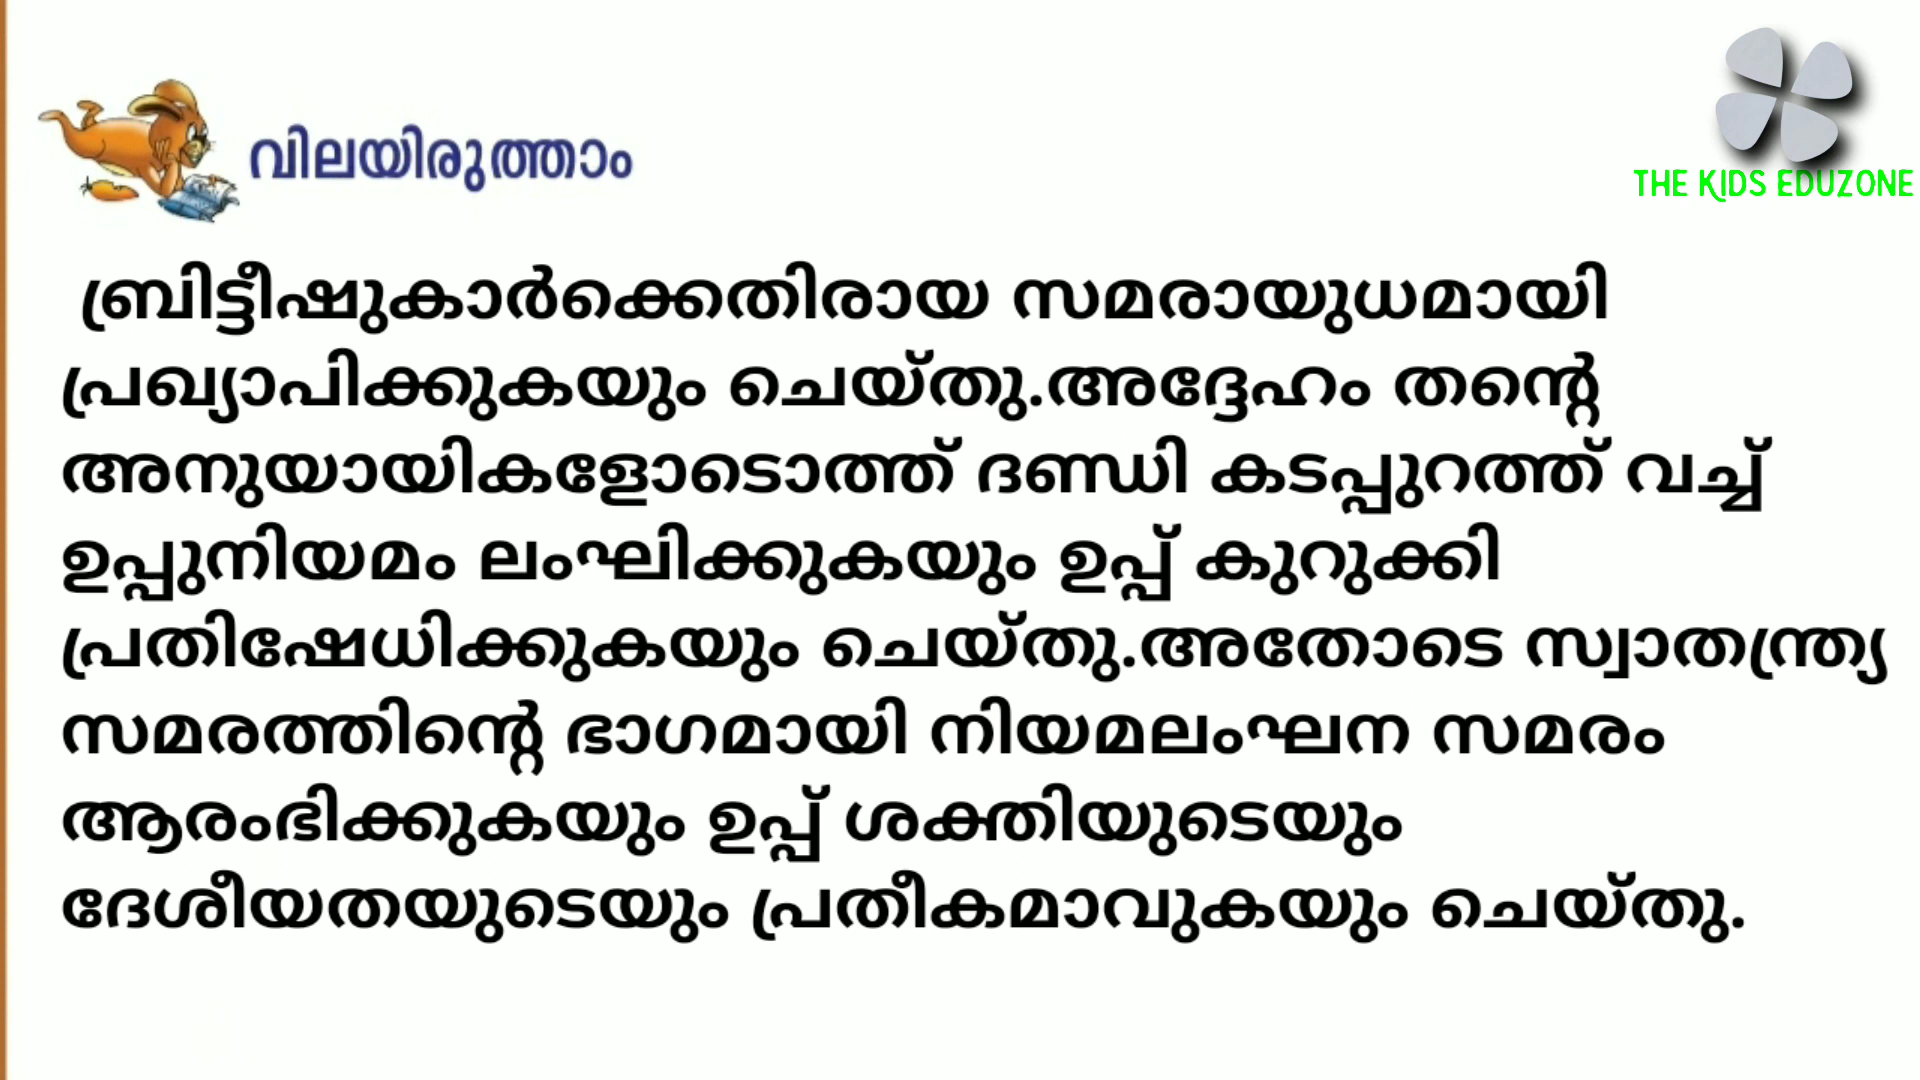 വിലയിരുത്താം
THE KIDS EDUZONE
ബ്രിട്ടീഷുകാർക്കെതിരായ സമരായുധമായി
പ്രഖ്യാപിക്കുകയും ചെയ്തു.അദ്ദേഹം തന്റെ
അനുയായികളോടൊത്ത് ദണ്ഡി കടപ്പുറത്ത് വച്ച്
ഉപ്പുനിയമം ലംഘിക്കുകയും ഉപ്പ് കുറുക്കി
പ്രതിഷേധിക്കുകയും ചെയ്തു.അതോടെ സ്വാതന്ത്ര്യ
സമരത്തിന്റെ ഭാഗമായി നിയമലംഘന സമരം
ആരംഭിക്കുകയും ഉപ്പ് ശക്തിയുടെയും
ദേശീയതയുടെയും പ്രതീകമാവുകയും ചെയ്തു.